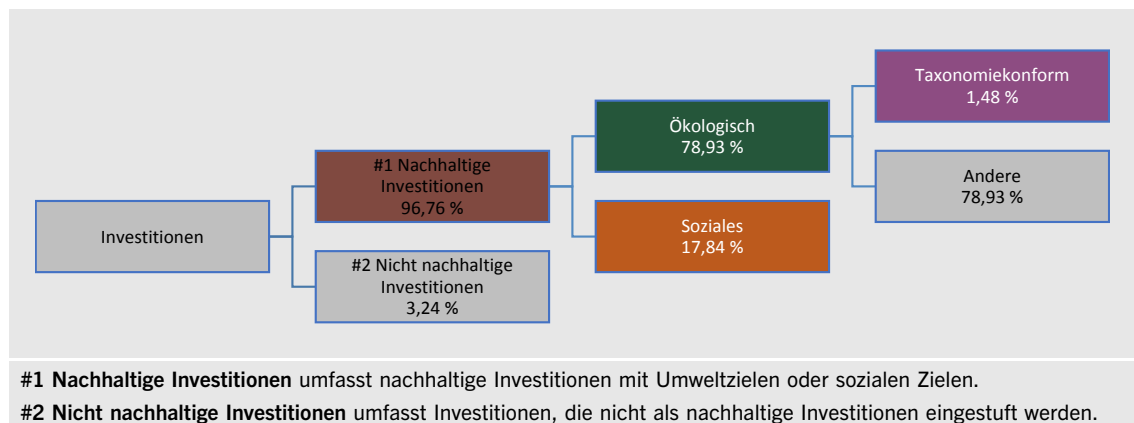 Investitionen
#1 Nachhaltige
Investitionen
96,76 %
#2 Nicht nachhaltige
Investitionen
3,24 %
Ökologisch
78,93 %
Soziales
17,84 %
Taxonomiekonform
1,48 %
Andere
78,93 %
#1 Nachhaltige Investitionen umfasst nachhaltige Investitionen mit Umweltzielen oder sozialen Zielen.
#2 Nicht nachhaltige Investitionen umfasst Investitionen, die nicht als nachhaltige Investitionen eingestuft werden.